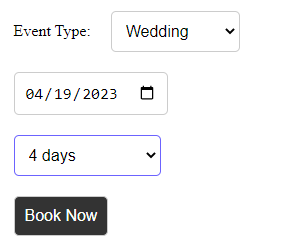 Event Type: Wedding
04/19/2023
4 days
Book Now